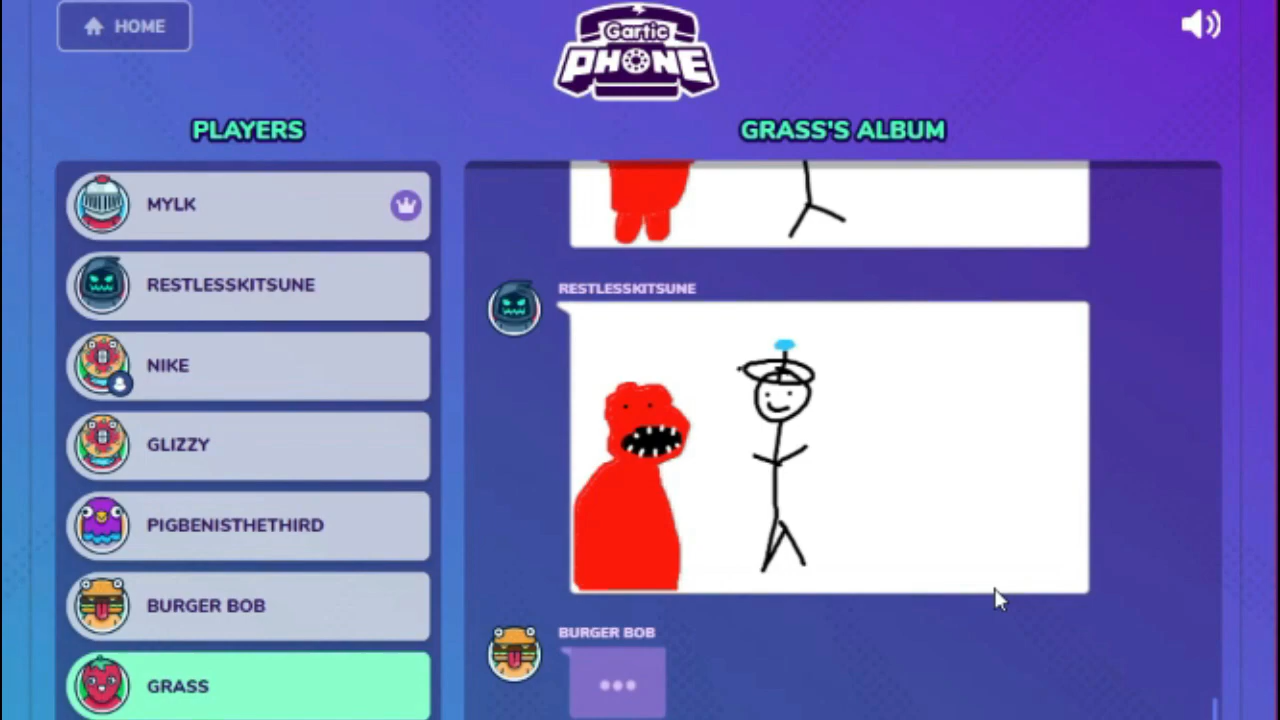 HOME
Gartic
PHONE
PLAYERS
GRASS'S ALBUM
MYLK
RESTLESSKITSUNE
NIKE
GLIZZY
PIGBENISTHETHIRD
BURGER BOB
GRASS
RESTLESSKITSUNE
BURGER BOB